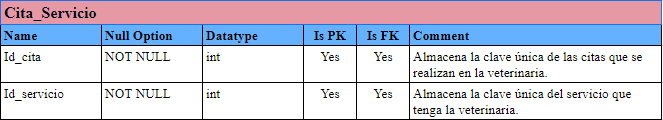 Cita_Servicio
Name Null Option Datatype Is PK Is FK Comment
Id_cita NOT NULL int Yes Yes Almacena la clave única de las citas que se
realizan en la veterinaria.
Id_servicio NOT NULL int Yes Yes Almacena la clave única del servicio que
tenga la veterinaria.